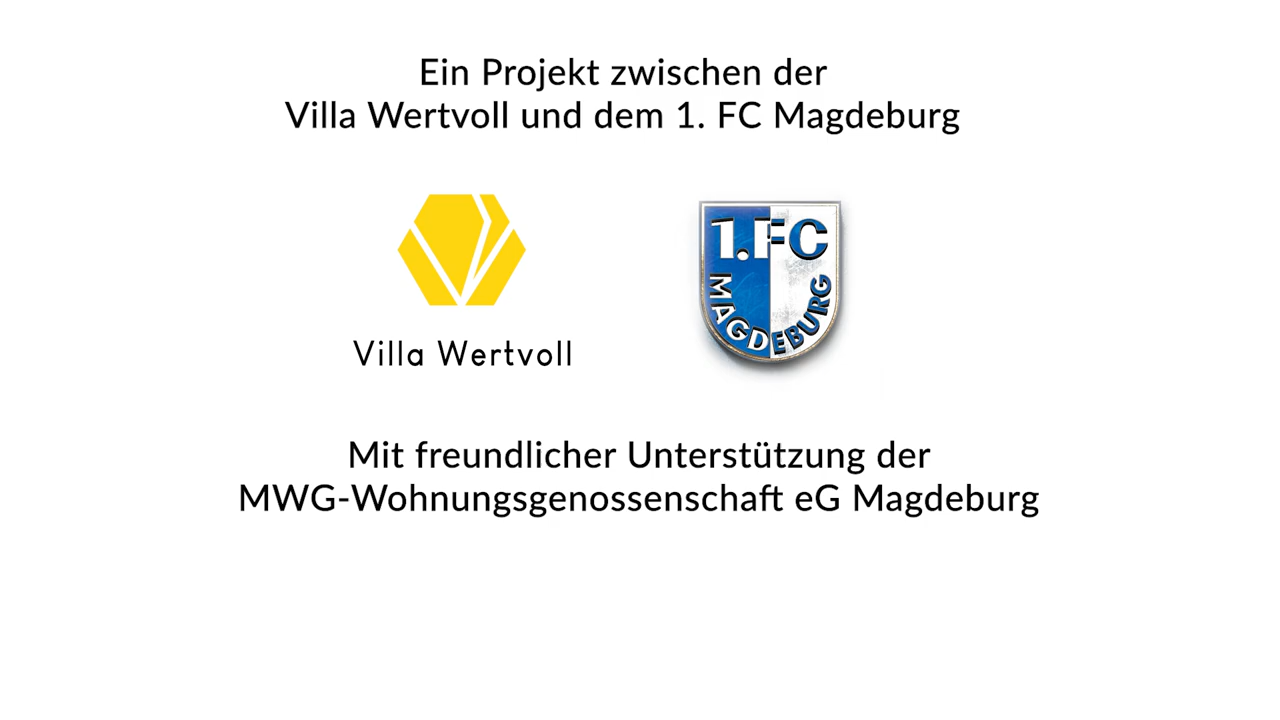 Ein Projekt zwischen der
Villa Wertvoll und dem 1. FC Magdeburg
Villa Wertvoll
1.FC
MAGDEBURG
Mit freundlicher Unterstützung der
MWG-Wohnungsgenossenschaft eG Magdeburg